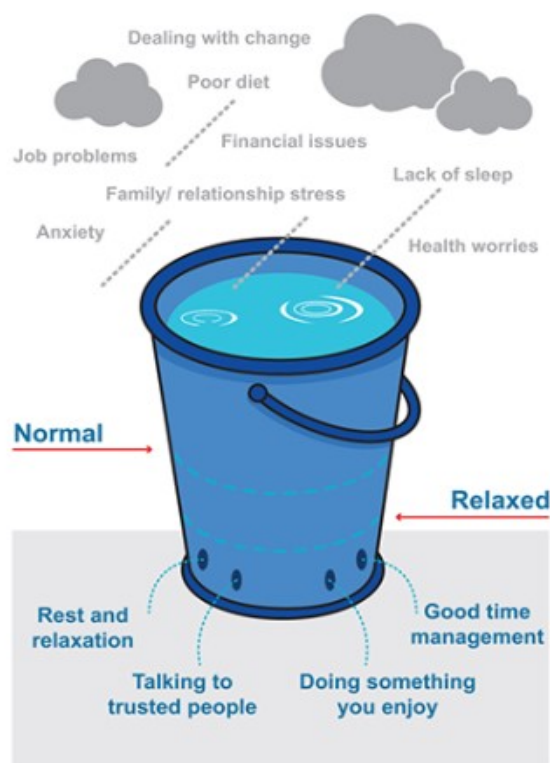 Dealing with change
Poor diet
Financial issues
Job problems
Lack of sleep
Family/ relationship stress
Anxiety
Health worries
Normal
Relaxed
Rest and
relaxation
Good time
management
Talking to
trusted people
Doing something
you enjoy